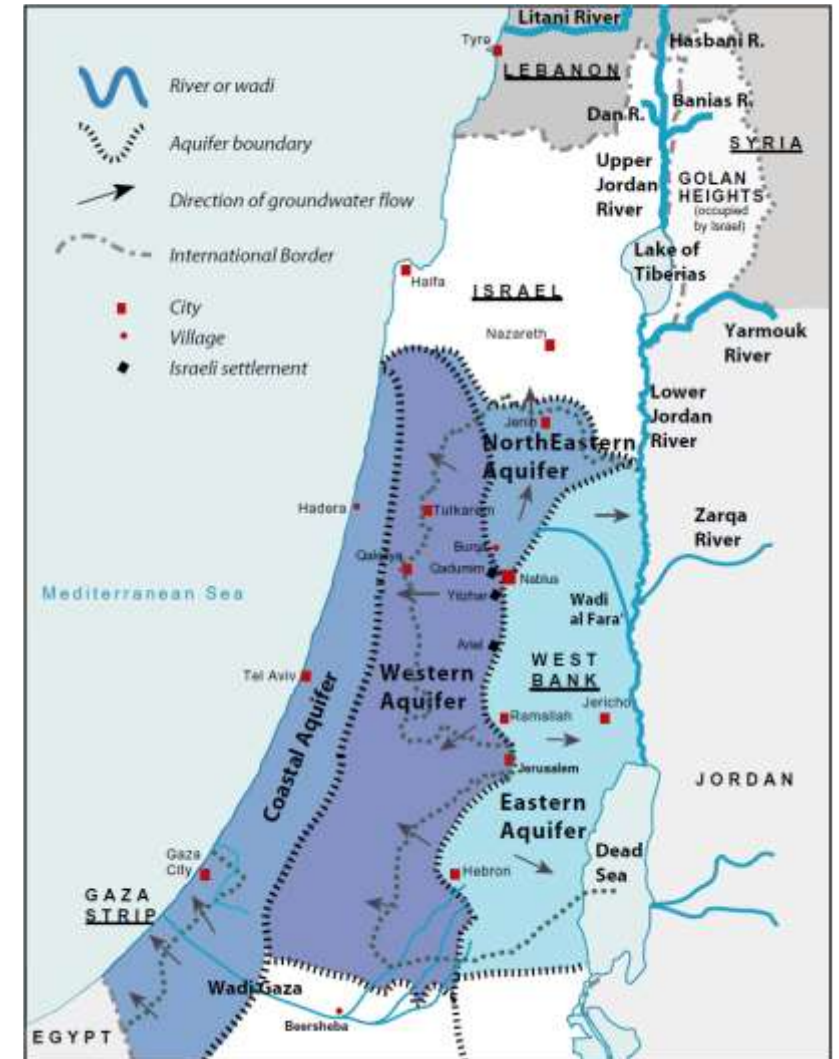 Litani River
Tyre
Hasbani R.
LEBANON
River or wadi
Dan R.
Banias R.
SYRIA
Aquifer boundary
Upper
Jordan
River
GOLAN
HEIGHTS
(occupied
by Israel)
Direction of groundwater flow
International Border
Lake of
Tiberias
Haifa
ISRAEL
City
Village
Israeli settlement
Nazareth
Yarmouk
River
Lower
Jordan
River
Jenin
NorthEastern
Aquifer
Hadera
Tulkarem
Zarqa
River
Burqa
Qalqilya
Qadumim
Nablus
Mediterranean Sea
Yitzhar
Wadi
al Fara'
Ariel
WEST
BANK
Tel Aviv
Western
Aquifer
Jericho
Ramallah
Coastal Aquifer
Jerusalem
JORDAN
Eastern
Aquifer
Gaza
City
Dead
Sea
Hebron
GAZA
STRIP
Wadi Gaza
Beersheba
EGYPT